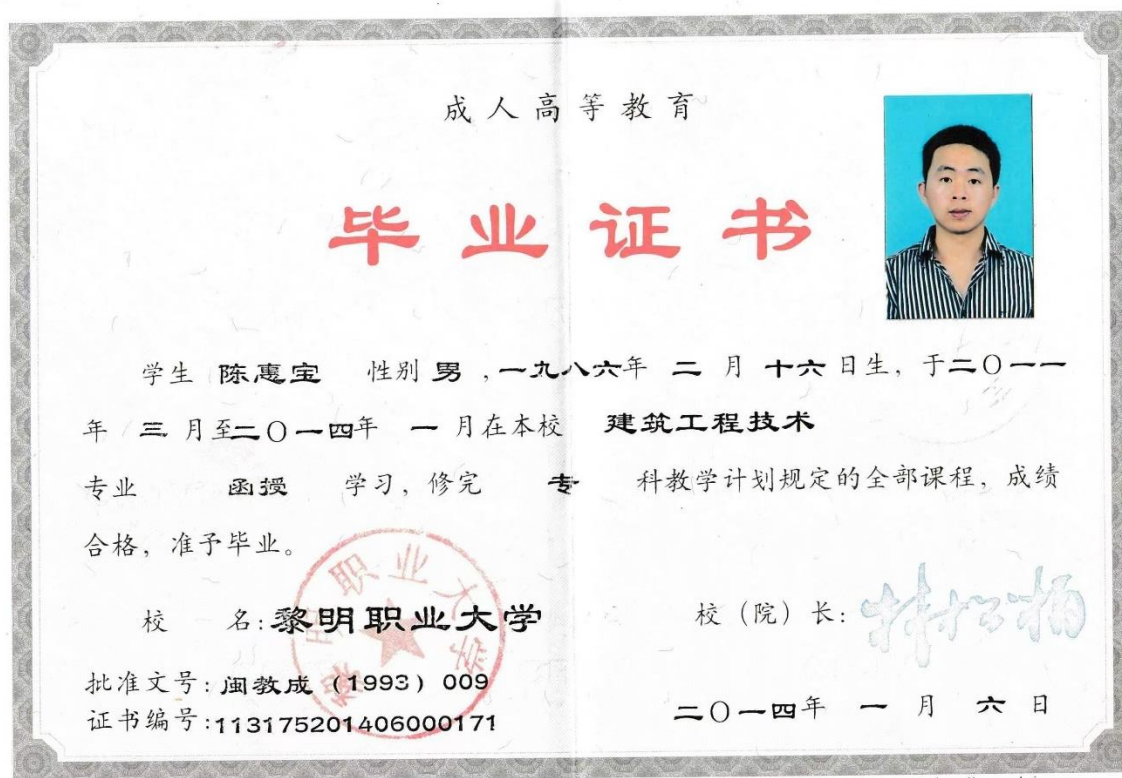 成人高等教育
毕业证书
学生 陈惠宝 性别 男 ,一九八六年 二 月 十六 日生, 于二〇一一
年 三 月至二〇一四年 一 月在本校 建筑工程技术
专业 函授 学习, 修完 专 科教学计划规定的全部课程, 成绩
合格, 准予毕业。
校 名: 黎明职业大学
校（院）长:
批准文号: 闽教成（1993）009
证书编号: 113175201406000171
二〇一四年 一 月 六 日
黎明职业大学